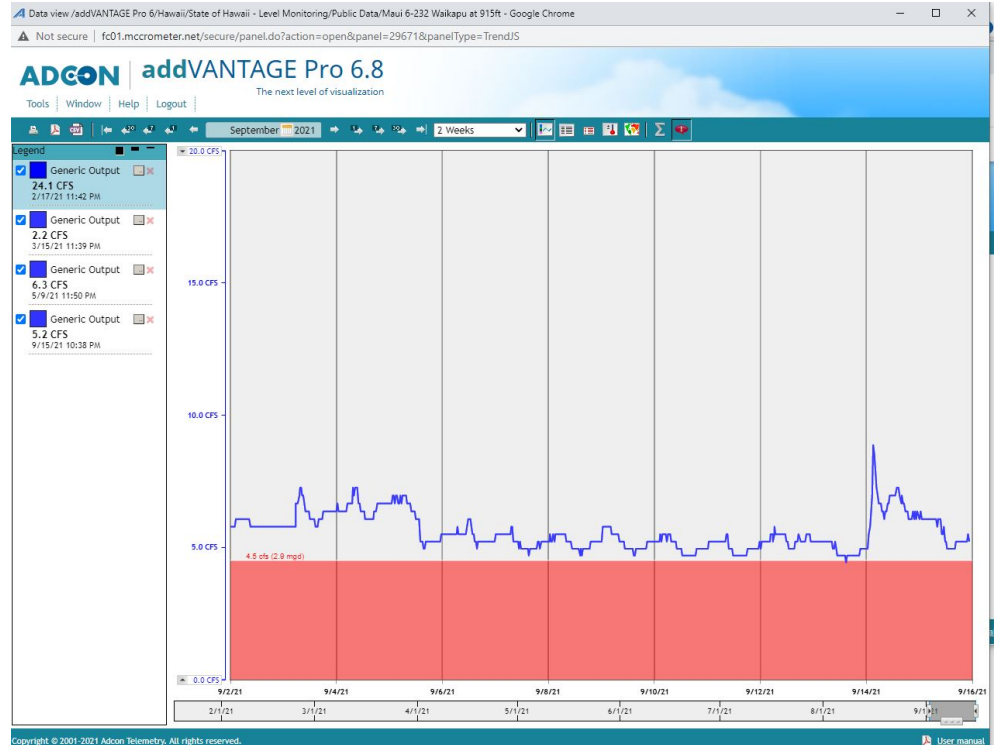 Data view /addVANTAGE Pro 6/Hawaii/State of Hawaii - Level Monitoring/Public Data/Maui 6-232 Waikapu at 915ft - Google Chrome
Not secure | fc01.mccrometer.net/secure/panel.do?action=open&panel=29671&panelType=TrendJS
ADCON addVANTAGE Pro 6.8
The next level of visualization
Tools Window Help Logout
CSV 30 7 1 September 2021 1 7 30 2 Weeks Σ
Legend
Generic Output
24.1 CFS
2/17/21 11:42 PM
Generic Output
2.2 CFS
3/15/21 11:39 PM
Generic Output
6.3 CFS
5/9/21 11:50 PM
Generic Output
5.2 CFS
9/15/21 10:38 PM
20.0 CFS
15.0 CFS
10.0 CFS
5.0 CFS
4.5 cfs (2.9 mgd)
0.0 CFS
9/2/21 9/4/21 9/6/21 9/8/21 9/10/21 9/12/21 9/14/21 9/16/21
2/1/21 3/1/21 4/1/21 5/1/21 6/1/21 7/1/21 8/1/21
Copyright © 2001-2021 Adcon Telemetry. All rights reserved. User manual